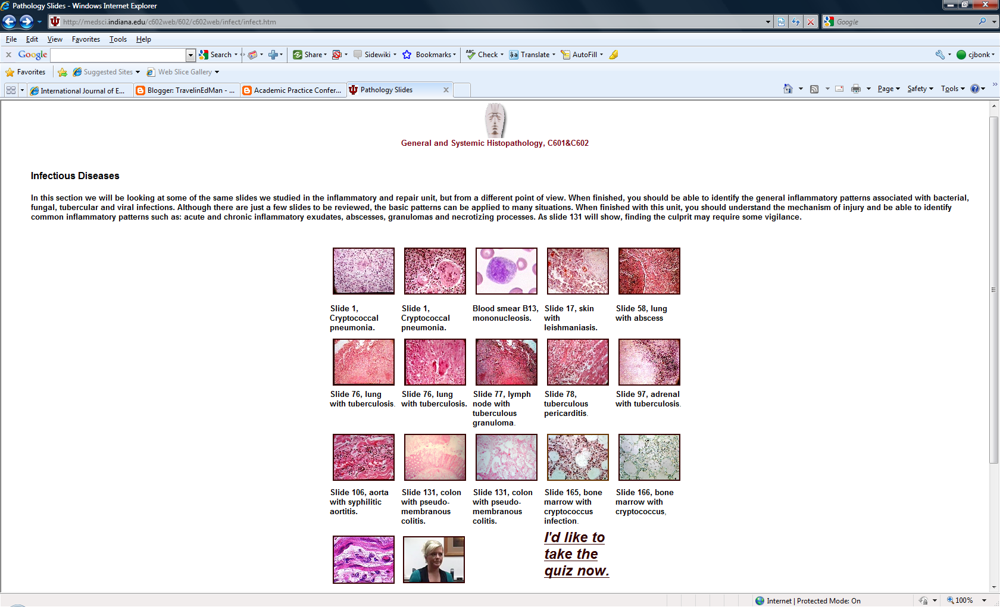 Pathology Slides - Windows Internet Explorer
http://medsci.indiana.edu/c602web/602/c602web/infect/infect.htm
Google
File Edit View Favorites Tools Help
x Google Search Share Sidewiki Bookmarks ABC Check Translate AutoFill cjbonk
Favorites Suggested Sites Web Slice Gallery
International Journal of E... Blogger: TravelinEdMan - ... Academic Practice Confer... Pathology Slides Page Safety Tools
General and Systemic Histopathology, C601&C602
Infectious Diseases
In this section we will be looking at some of the same slides we studied in the inflammatory and repair unit, but from a different point of view. When finished, you should be able to identify the general inflammatory patterns associated with bacterial,
fungal, tubercular and viral infections. Although there are just a few slides to be reviewed, the basic patterns can be applied to many situations. When finished with this unit, you should understand the mechanism of injury and be able to identify
common inflammatory patterns such as: acute and chronic inflammatory exudates, abscesses, granulomas and necrotizing processes. As slide 131 will show, finding the culprit may require some vigilance.
Slide 1,
Cryptococcal
pneumonia.
Slide 1,
Cryptococcal
pneumonia.
Blood smear B13,
mononucleosis.
Slide 17, skin
with
leishmaniasis.
Slide 58, lung
with abscess
Slide 76, lung
with tuberculosis.
Slide 76, lung
with tuberculosis.
Slide 77, lymph
node with
tuberculous
granuloma.
Slide 78,
tuberculous
pericarditis.
Slide 97, adrenal
with tuberculosis.
Slide 106, aorta
with syphilitic
aortitis.
Slide 131, colon
with pseudo-
membranous
colitis.
Slide 131, colon
with pseudo-
membranous
colitis.
Slide 165, bone
marrow with
cryptococcus
infection.
Slide 166, bone
marrow with
cryptococcus,
I'd like to
take the
quiz now.
Internet | Protected Mode: On 100%